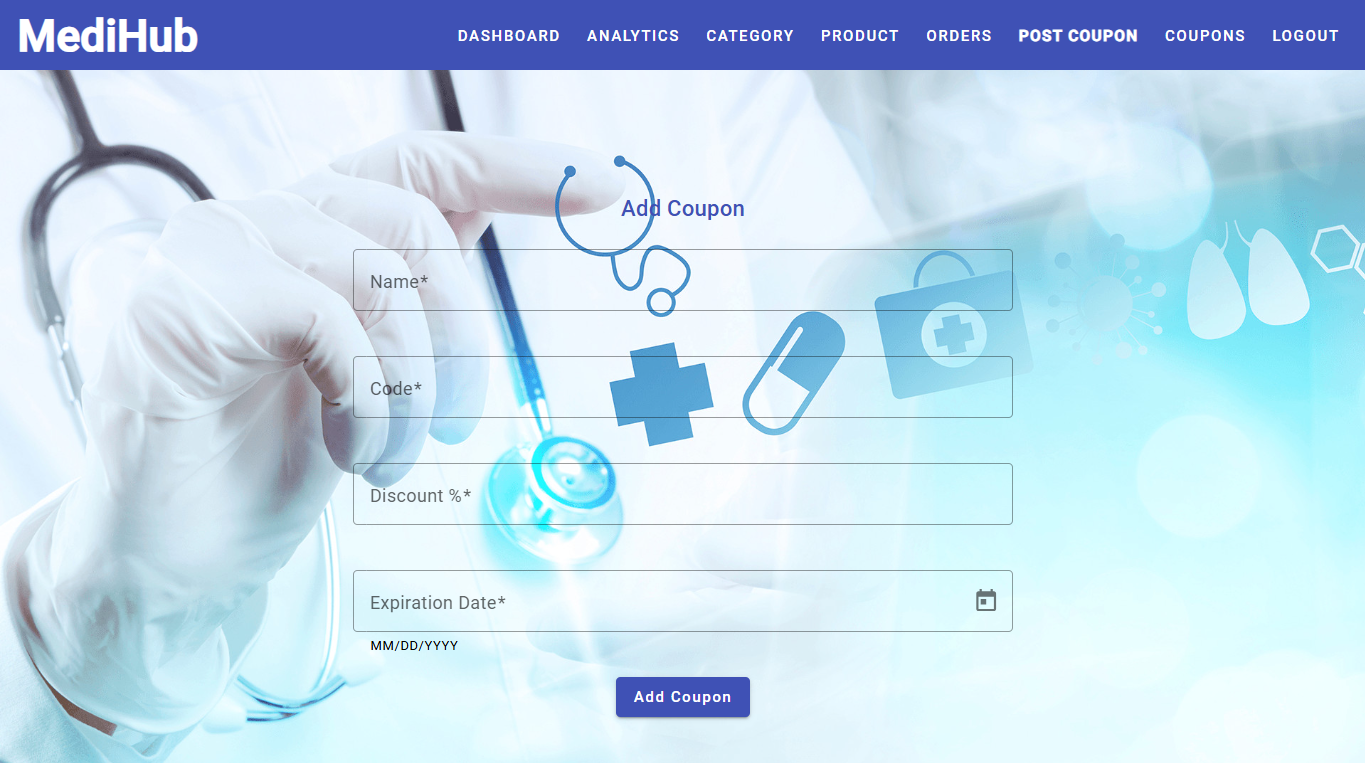 MediHub
DASHBOARD ANALYTICS CATEGORY PRODUCT ORDERS POST COUPON COUPONS LOGOUT
Add Coupon
Name*
Code*
Discount %*
Expiration Date*
MM/DD/YYYY
Add Coupon